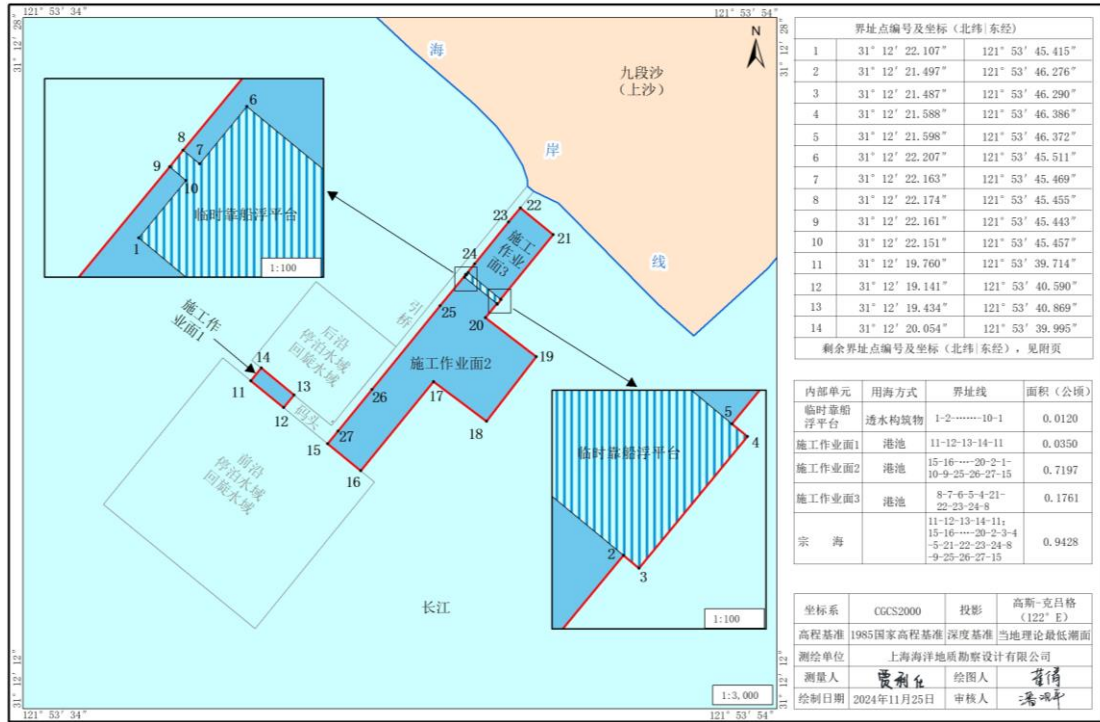 121° 53′ 34″
121° 53′ 54″
31° 12′ 28″
31° 12′ 28″
N
海
岸
线
九段沙
(上沙)
6
8
7
9
10
临时靠船浮平台
1
1:100
22
23
21
24
施工作业面3
25
20
引桥
施工作
业面1
后沿
停泊水域
回旋水域
施工作业面2
19
14
11
13
12
码头
26
17
18
27
15
16
前沿
停泊水域
回旋水域
5
4
临时靠船浮平台
2
3
1:100
长江
1:3,000
31° 12′ 12″
31° 12′ 12″
121° 53′ 34″
121° 53′ 54″
界址点编号及坐标(北纬|东经)
1 31° 12′ 22.107″ 121° 53′ 45.415″
2 31° 12′ 21.497″ 121° 53′ 46.276″
3 31° 12′ 21.487″ 121° 53′ 46.290″
4 31° 12′ 21.588″ 121° 53′ 46.386″
5 31° 12′ 21.598″ 121° 53′ 46.372″
6 31° 12′ 22.207″ 121° 53′ 45.511″
7 31° 12′ 22.163″ 121° 53′ 45.469″
8 31° 12′ 22.174″ 121° 53′ 45.455″
9 31° 12′ 22.161″ 121° 53′ 45.443″
10 31° 12′ 22.151″ 121° 53′ 45.457″
11 31° 12′ 19.760″ 121° 53′ 39.714″
12 31° 12′ 19.141″ 121° 53′ 40.590″
13 31° 12′ 19.434″ 121° 53′ 40.869″
14 31° 12′ 20.054″ 121° 53′ 39.995″
剩余界址点编号及坐标(北纬|东经),见附页
内部单元 用海方式 界址线 面积(公顷)
临时靠船
浮平台 透水构筑物 1-2-······-10-1 0.0120
施工作业面1 港池 11-12-13-14-11 0.0350
施工作业面2 港池 15-16-···-20-2-1-
10-9-25-26-27-15 0.7197
施工作业面3 港池 8-7-6-5-4-21-
22-23-24-8 0.1761
宗 海 11-12-13-14-11;
15-16-···-20-2-3-4
-5-21-22-23-24-8
-9-25-26-27-15 0.9428
坐标系 CGCS2000 投影 高斯-克吕格
(122° E)
高程基准 1985国家高程基准 深度基准 当地理论最低潮面
测绘单位 上海海洋地质勘察设计有限公司
测量人 绘图人
绘制日期 2024年11月25日 审核人